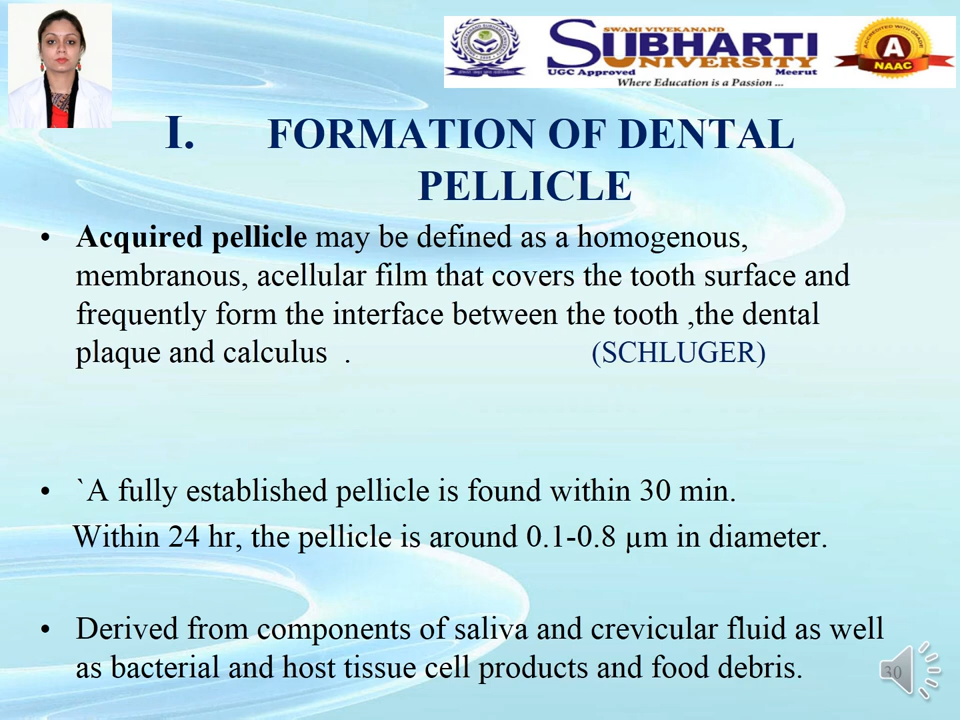 SWAMI VIVEKANAND
SUBHARTI
UNIVERSITY
UGC Approved Meerut
Where Education is a Passion ...
ACCREDITED WITH GRADE
A
NAAC
I. FORMATION OF DENTAL
PELLICLE
• Acquired pellicle may be defined as a homogenous,
membranous, acellular film that covers the tooth surface and
frequently form the interface between the tooth ,the dental
plaque and calculus . (SCHLUGER)
• `A fully established pellicle is found within 30 min.
Within 24 hr, the pellicle is around 0.1-0.8 µm in diameter.
• Derived from components of saliva and crevicular fluid as well
as bacterial and host tissue cell products and food debris.
30